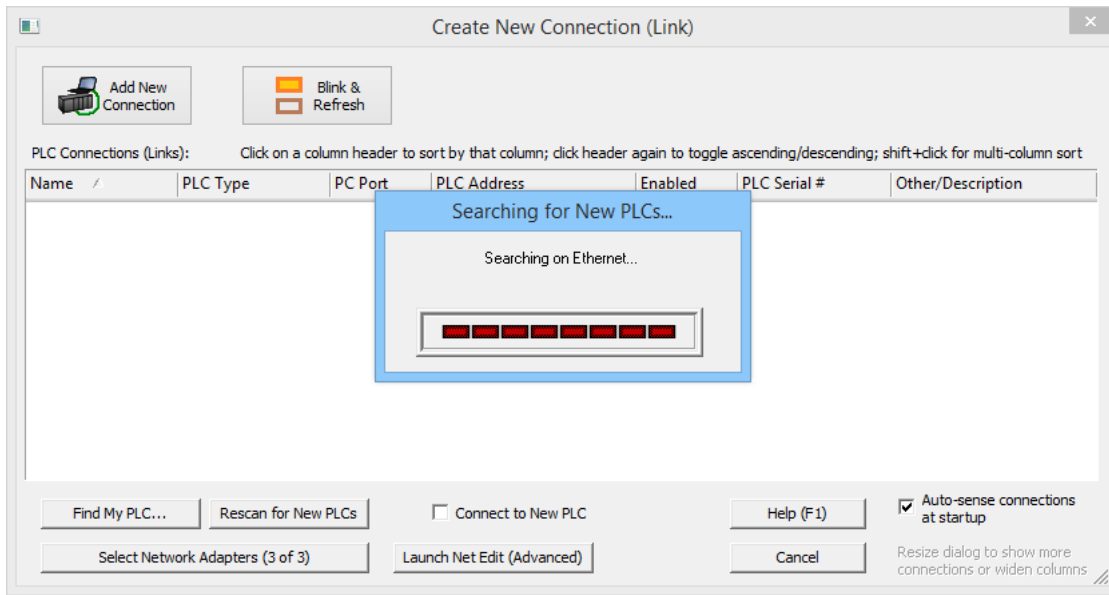 Create New Connection (Link)
Add New
Connection
Blink &
Refresh
PLC Connections (Links):
Click on a column header to sort by that column; click header again to toggle ascending/descending; shift+click for multi-column sort
Name
PLC Type
PC Port
PLC Address
Enabled
PLC Serial #
Other/Description
Searching for New PLCs...
Searching on Ethernet...
Find My PLC...
Rescan for New PLCs
Connect to New PLC
Help (F1)
Auto-sense connections
at startup
Select Network Adapters (3 of 3)
Launch Net Edit (Advanced)
Cancel
Resize dialog to show more
connections or widen columns